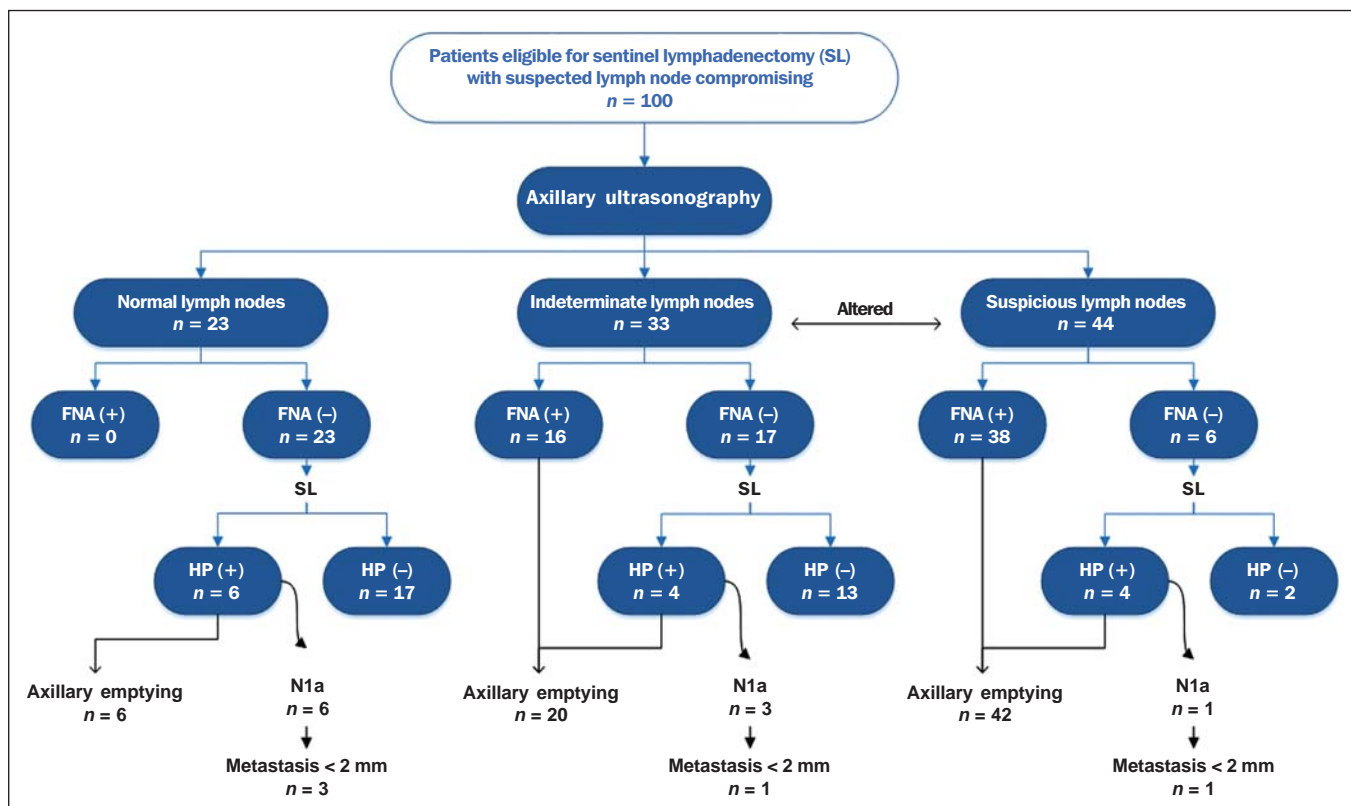 Patients eligible for sentinel lymphadenectomy (SL)
with suspected lymph node compromising
n = 100
Axillary ultrasonography
Normal lymph nodes
n = 23
Indeterminate lymph nodes
n = 33
Altered
Suspicious lymph nodes
n = 44
FNA (+)
n = 0
FNA (–)
n = 23
FNA (+)
n = 16
FNA (–)
n = 17
FNA (+)
n = 38
FNA (–)
n = 6
SL
SL
SL
HP (+)
n = 6
HP (–)
n = 17
HP (+)
n = 4
HP (–)
n = 13
HP (+)
n = 4
HP (–)
n = 2
Axillary emptying
n = 6
N1a
n = 6
Axillary emptying
n = 20
N1a
n = 3
Axillary emptying
n = 42
N1a
n = 1
Metastasis < 2 mm
n = 3
Metastasis < 2 mm
n = 1
Metastasis < 2 mm
n = 1